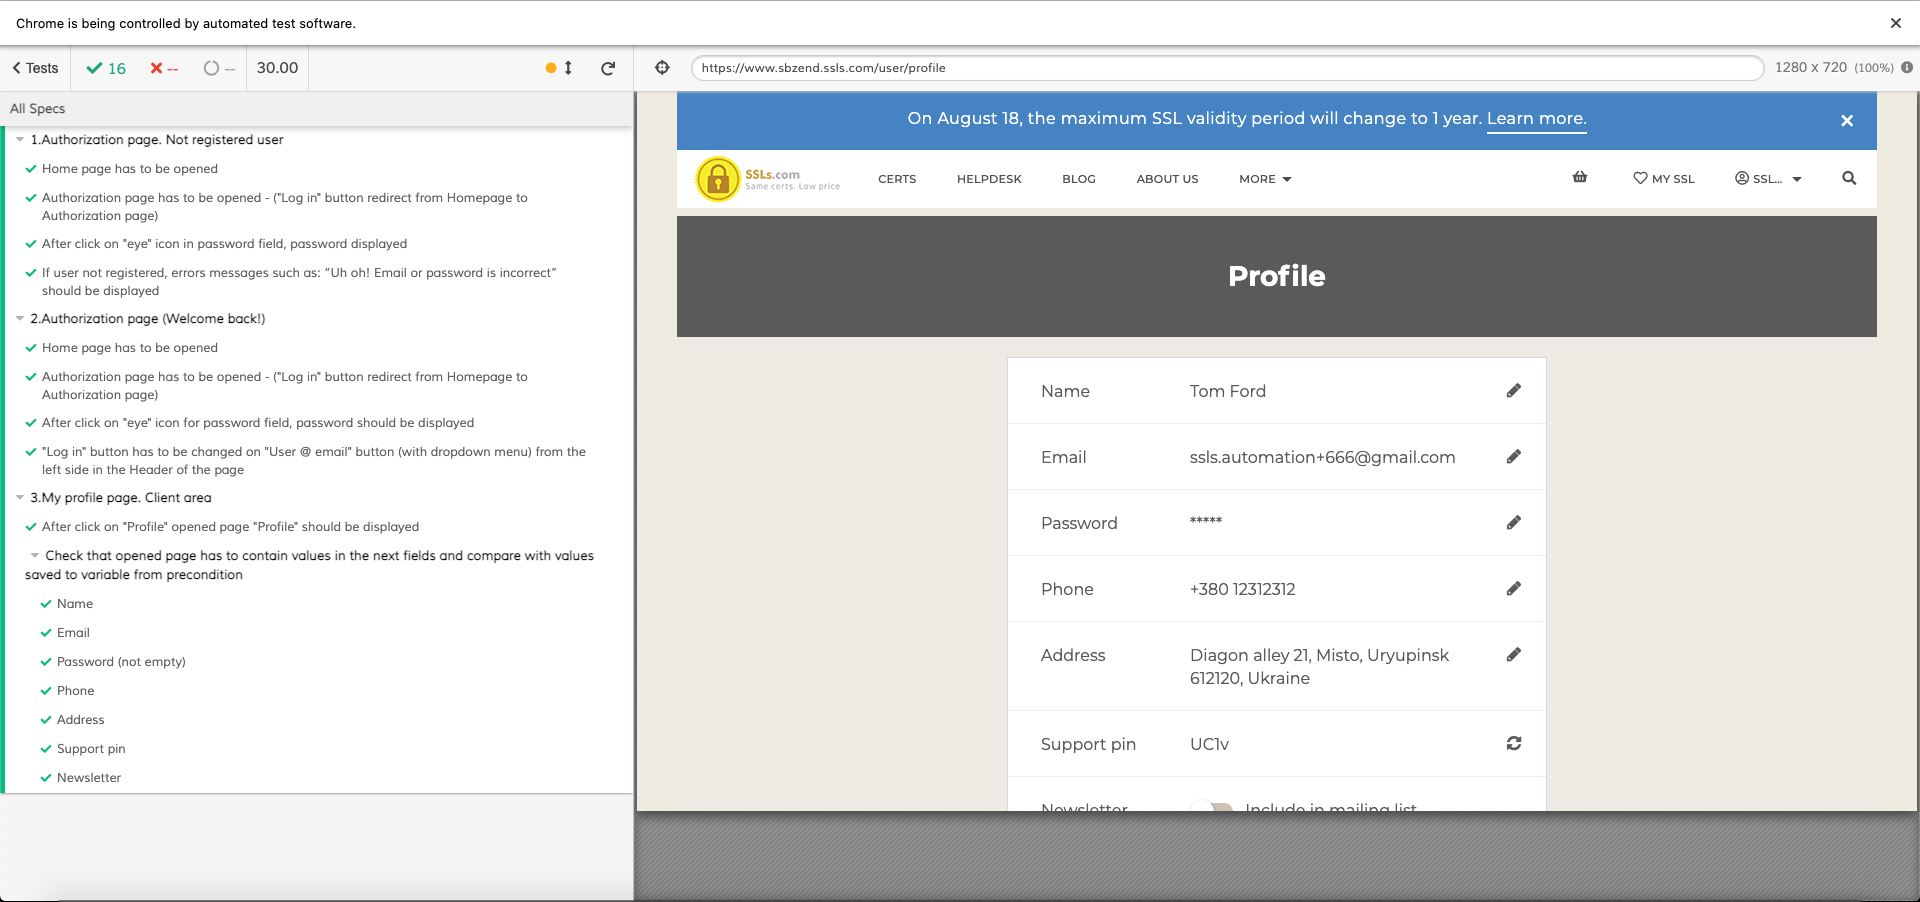 Chrome is being controlled by automated test software.
Tests
16
--
--
30.00
https://www.sbzend.ssls.com/user/profile
1280 x 720 (100%)
All Specs
1.Authorization page. Not registered user
Home page has to be opened
Authorization page has to be opened - ("Log in" button redirect from Homepage to
Authorization page)
After click on "eye" icon in password field, password displayed
If user not registered, errors messages such as: “Uh oh! Email or password is incorrect”
should be displayed
2.Authorization page (Welcome back!)
Home page has to be opened
Authorization page has to be opened - ("Log in" button redirect from Homepage to
Authorization page)
After click on "eye" icon for password field, password should be displayed
"Log in" button has to be changed on "User @ email" button (with dropdown menu) from the
left side in the Header of the page
3.My profile page. Client area
After click on "Profile" opened page "Profile" should be displayed
Check that opened page has to contain values in the next fields and compare with values
saved to variable from precondition
Name
Email
Password (not empty)
Phone
Address
Support pin
Newsletter
On August 18, the maximum SSL validity period will change to 1 year. Learn more.
SSLs.com
Same certs. Low price
CERTS
HELPDESK
BLOG
ABOUT US
MORE
MY SSL
SSL...
Profile
Name Tom Ford
Email ssls.automation+666@gmail.com
Password *****
Phone +380 12312312
Address Diagon alley 21, Misto, Uryupinsk
612120, Ukraine
Support pin UC1v
Newsletter Include in mailing list